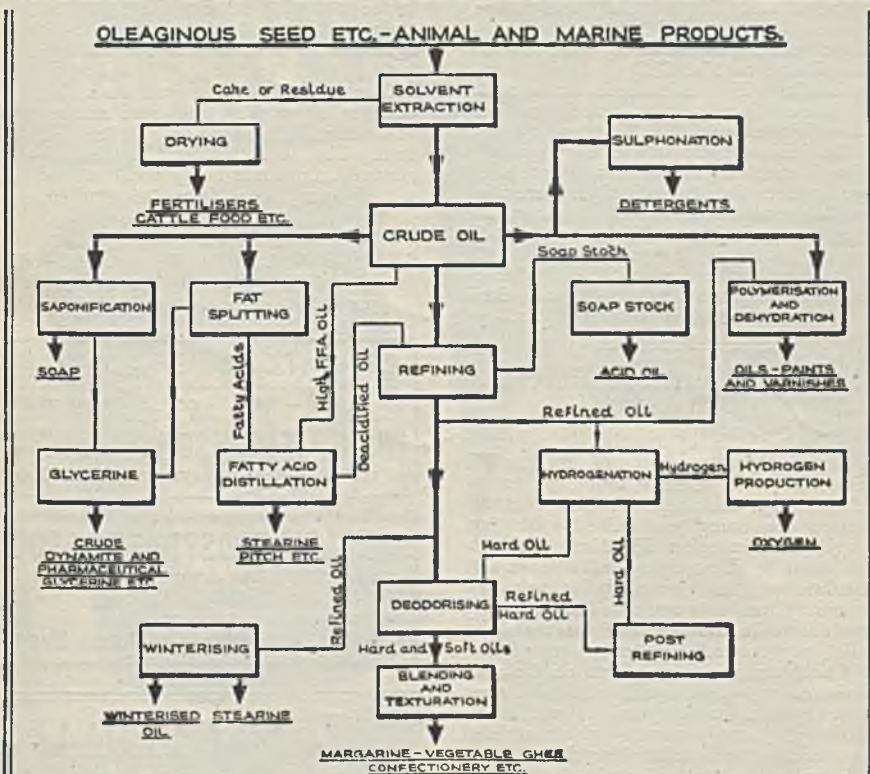 OLEAGINOUS SEED ETC.-ANIMAL AND MARINE PRODUCTS.
Cake or Residue
SOLVENT
EXTRACTION
DRYING
SULPHONATION
FERTILISERS
CATTLE FOOD ETC.
DETERGENTS
CRUDE OIL
Soap Stock
SAPONIFICATION
FAT
SPLITTING
SOAP STOCK
POLYMERISATION
AND
DEHYDRATION
SOAP
Fatty Acids
High FFA Oil
Deacidified Oil
REFINING
ACID OIL
OILS - PAINTS
AND VARNISHES
Refined Oil
GLYCERINE
FATTY ACID
DISTILLATION
HYDROGENATION
Hydrogen
HYDROGEN
PRODUCTION
CRUDE
DYNAMITE AND
PHARMACEUTICAL
GLYCERINE ETC
STEARINE
PITCH ETC.
OXYGEN
Refined Oil
Hard Oil
Hard Oil
DEODORISING
Refined
Hard Oil
WINTERISING
Hard and Soft Oils
POST
REFINING
BLENDING
AND
TEXTURATION
WINTERISED
OIL
STEARINE
MARGARINE - VEGETABLE GHEE
CONFECTIONERY ETC.